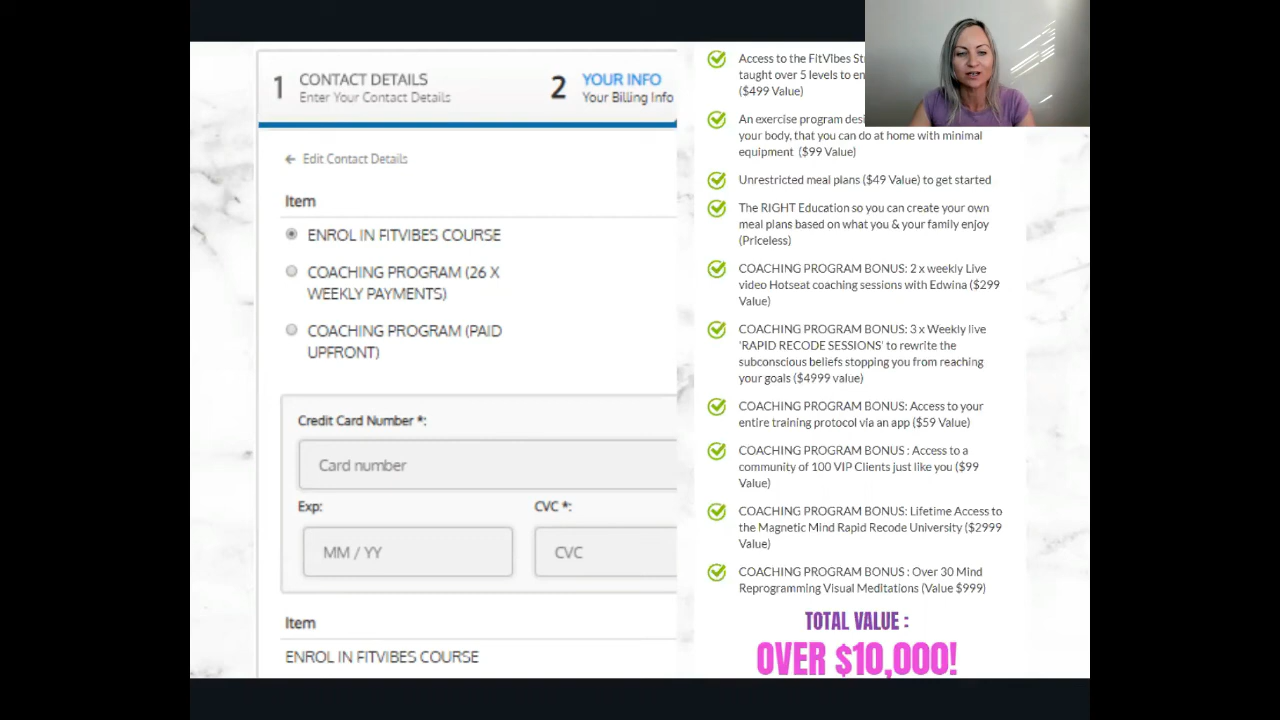 1 CONTACT DETAILS
Enter Your Contact Details
2 YOUR INFO
Your Billing Info
← Edit Contact Details
Item
ENROL IN FITVIBES COURSE
COACHING PROGRAM (26 X
WEEKLY PAYMENTS)
COACHING PROGRAM (PAID
UPFRONT)
Credit Card Number *:
Card number
Exp:
CVC *:
MM / YY
CVC
Item
ENROL IN FITVIBES COURSE
Access to the FitVibes
taught over 5 levels to
($499 Value)
An exercise program
your body, that you can do at home with minimal
equipment ($99 Value)
Unrestricted meal plans ($49 Value) to get started
The RIGHT Education so you can create your own
meal plans based on what you & your family enjoy
(Priceless)
COACHING PROGRAM BONUS: 2 x weekly Live
video Hotseat coaching sessions with Edwina ($299
Value)
COACHING PROGRAM BONUS: 3 x Weekly live
'RAPID RECODE SESSIONS' to rewrite the
subconscious beliefs stopping you from reaching
your goals ($4999 value)
COACHING PROGRAM BONUS: Access to your
entire training protocol via an app ($59 Value)
COACHING PROGRAM BONUS : Access to a
community of 100 VIP Clients just like you ($99
Value)
COACHING PROGRAM BONUS: Lifetime Access to
the Magnetic Mind Rapid Recode University ($2999
Value)
COACHING PROGRAM BONUS : Over 30 Mind
Reprogramming Visual Meditations (Value $999)
TOTAL VALUE :
OVER $10,000!